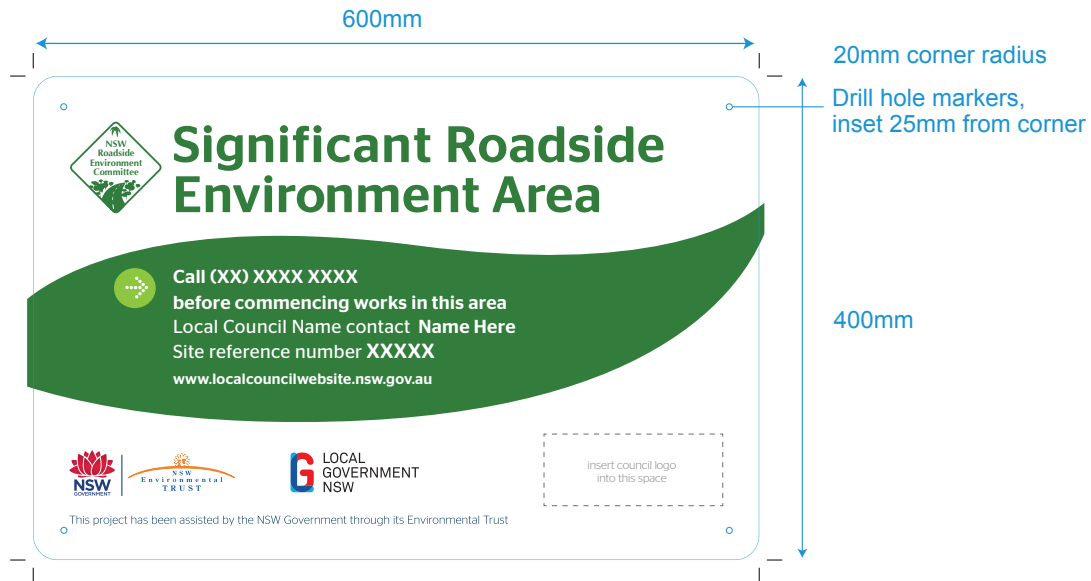 600mm
20mm corner radius
Drill hole markers,
inset 25mm from corner
NSW
Roadside
Environment
Committee
Significant Roadside
Environment Area
Call (XX) XXXX XXXX
before commencing works in this area
Local Council Name contact Name Here
Site reference number XXXXX
www.localcouncilwebsite.nsw.gov.au
400mm
NSW
GOVERNMENT
NSW
Environmental
TRUST
LG
LOCAL
GOVERNMENT
NSW
insert council logo
into this space
This project has been assisted by the NSW Government through its Environmental Trust